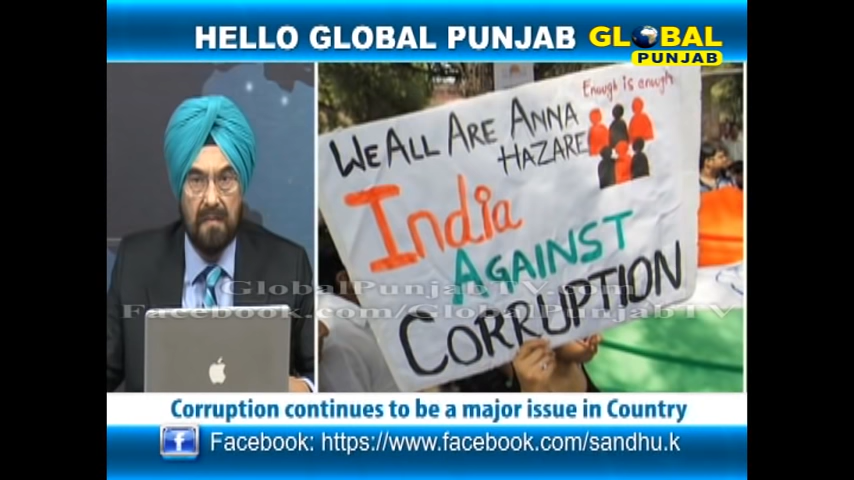 HELLO GLOBAL PUNJAB
GLOBAL
PUNJAB
Enough is enough
WE ALL ARE ANNA
HAZARE
India
AGAINST
CORRUPTION
GlobalPunjabTV.com
Facebook.com/GlobalPunjabTV
Corruption continues to be a major issue in Country
f Facebook: https://www.facebook.com/sandhu.k